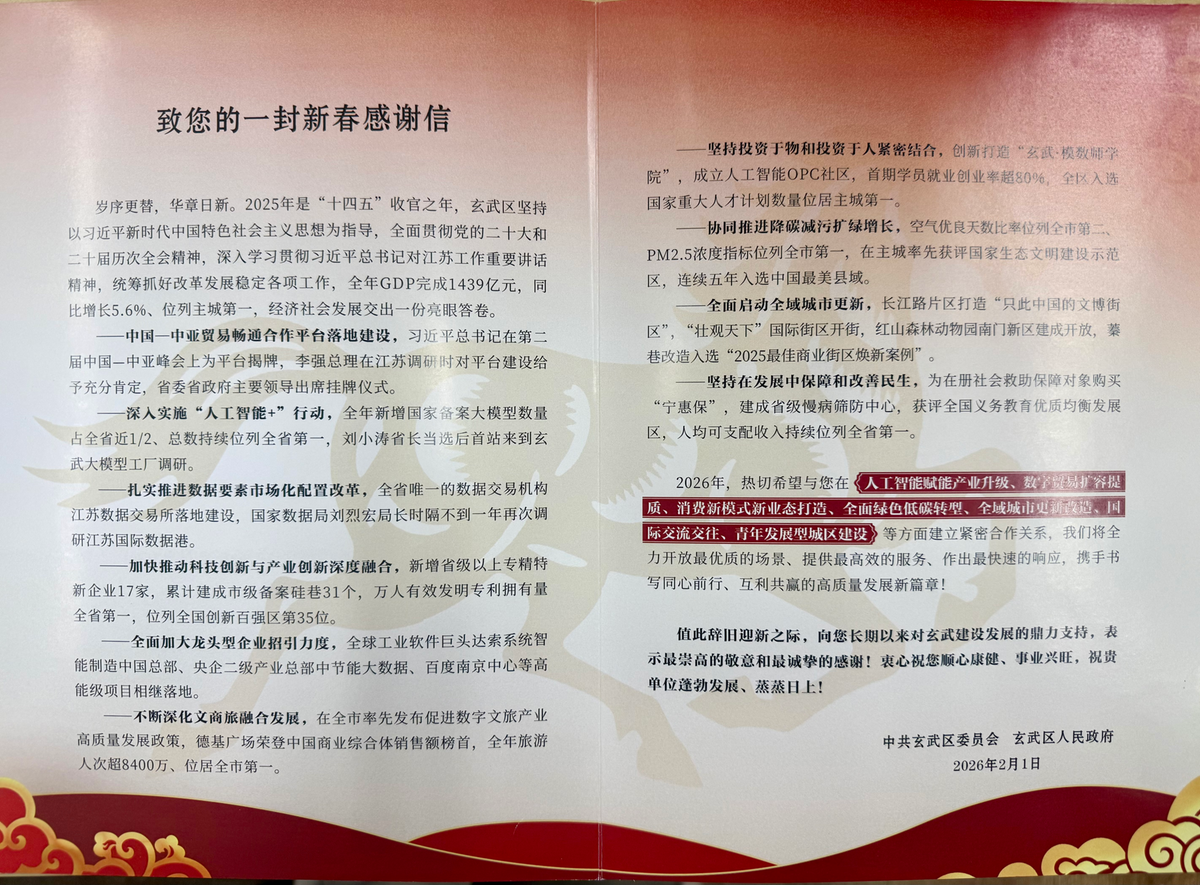 致您的一封新春感谢信
岁序更替，华章日新。2025年是“十四五”收官之年，玄武区坚持
以习近平新时代中国特色社会主义思想为指导，全面贯彻党的二十大和
二十届历次全会精神，深入学习贯彻习近平总书记对江苏工作重要讲话
精神，统筹抓好改革发展稳定各项工作，全年GDP完成1439亿元，同
比增长5.6%、位列主城第一，经济社会发展交出一份亮眼答卷。
——中国—中亚贸易畅通合作平台落地建设，习近平总书记在第二
届中国—中亚峰会上为平台揭牌，李强总理在江苏调研时对平台建设给
予充分肯定，省委省政府主要领导出席挂牌仪式。
——深入实施“人工智能+”行动，全年新增国家备案大模型数量
占全省近1/2、总数持续位列全省第一，刘小涛省长当选后首站来到玄
武大模型工厂调研。
——扎实推进数据要素市场化配置改革，全省唯一的数据交易机构
江苏数据交易所落地建设，国家数据局刘烈宏局长时隔不到一年再次调
研江苏国际数据港。
——加快推动科技创新与产业创新深度融合，新增省级以上专精特
新企业17家，累计建成市级备案硅巷31个，万人有效发明专利拥有量
全省第一，位列全国创新百强区第35位。
——全面加大龙头型企业招引力度，全球工业软件巨头达索系统智
能制造中国总部、央企二级产业总部中节能大数据、百度南京中心等高
能级项目相继落地。
——不断深化文商旅融合发展，在全市率先发布促进数字文旅产业
高质量发展政策，德基广场荣登中国商业综合体销售额榜首，全年旅游
人次超8400万、位居全市第一。
——坚持投资于物和投资于人紧密结合，创新打造“玄武·模数师学
院”，成立人工智能OPC社区，首期学员就业创业率超80%，全区入选
国家重大人才计划数量位居主城第一。
——协同推进降碳减污扩绿增长，空气优良天数比率位列全市第二、
PM2.5浓度指标位列全市第一，在主城率先获评国家生态文明建设示范
区，连续五年入选中国最美县域。
——全面启动全域城市更新，长江路片区打造“只此中国的文博街
区”，“壮观天下”国际街区开街，红山森林动物园南门新区建成开放，秦
巷改造入选“2025最佳商业街区焕新案例”。
——坚持在发展中保障和改善民生，为在册社会救助保障对象购买
“宁惠保”，建成省级慢病筛防中心，获评全国义务教育优质均衡发展
区，人均可支配收入持续位列全省第一。
2026年，热切希望与您在人工智能赋能产业升级、数字贸易扩容提
质、消费新模式新业态打造、全面绿色低碳转型、全域城市更新改造、国
际交流交往、青年发展型城区建设等方面建立紧密合作关系，我们将全
力开放最优质的场景、提供最高效的服务、作出最快速的响应，携手书
写同心前行、互利共赢的高质量发展新篇章！
值此辞旧迎新之际，向您长期以来对玄武建设发展的鼎力支持，表
示最崇高的敬意和最诚挚的感谢！衷心祝您顺心康健、事业兴旺，祝贵
单位蓬勃发展、蒸蒸日上！
中共玄武区委员会 玄武区人民政府
2026年2月1日